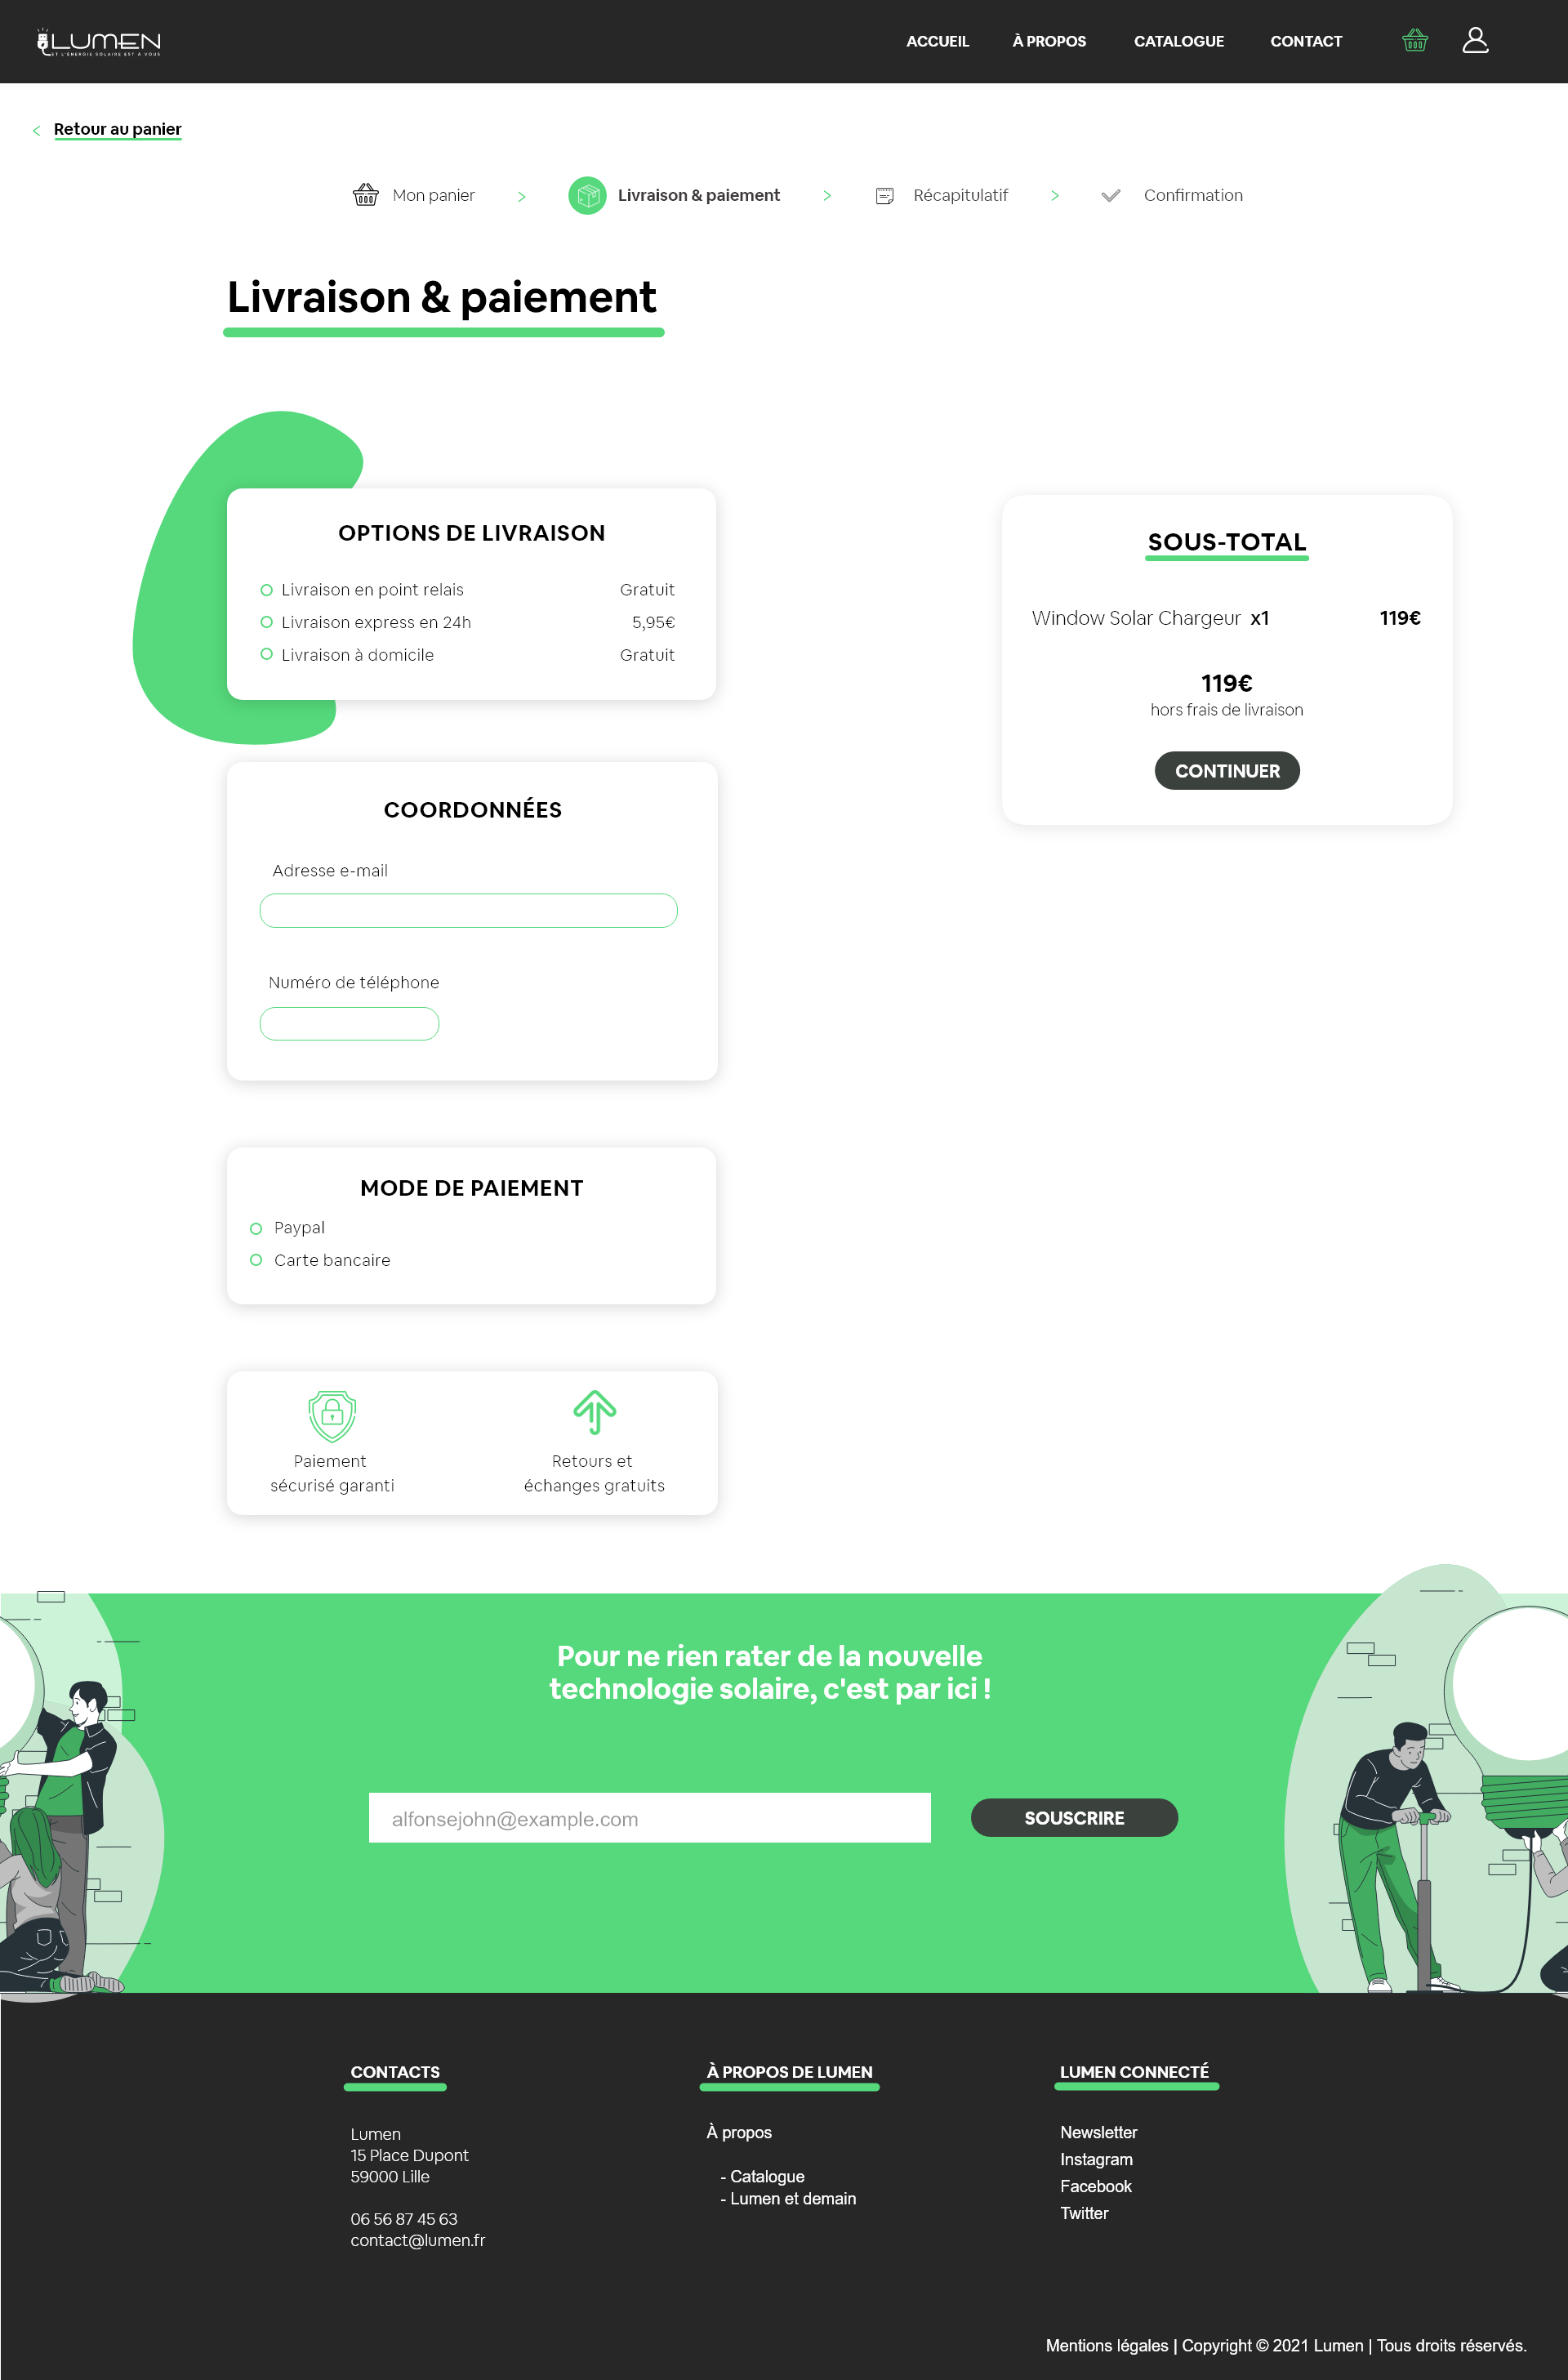 LUMEN
ET L'ÉNERGIE SOLAIRE EST À VOUS
ACCUEIL
À PROPOS
CATALOGUE
CONTACT
< Retour au panier
Mon panier > Livraison & paiement > Récapitulatif > Confirmation
Livraison & paiement
OPTIONS DE LIVRAISON
Livraison en point relais Gratuit
Livraison express en 24h 5,95€
Livraison à domicile Gratuit
SOUS-TOTAL
Window Solar Chargeur x1 119€
119€
hors frais de livraison
CONTINUER
COORDONNÉES
Adresse e-mail
Numéro de téléphone
MODE DE PAIEMENT
Paypal
Carte bancaire
Paiement
sécurisé garanti
Retours et
échanges gratuits
Pour ne rien rater de la nouvelle
technologie solaire, c'est par ici !
alfonsejohn@example.com
SOUSCRIRE
CONTACTS
Lumen
15 Place Dupont
59000 Lille
06 56 87 45 63
contact@lumen.fr
À PROPOS DE LUMEN
À propos
- Catalogue
- Lumen et demain
LUMEN CONNECTÉ
Newsletter
Instagram
Facebook
Twitter
Mentions légales | Copyright © 2021 Lumen | Tous droits réservés.